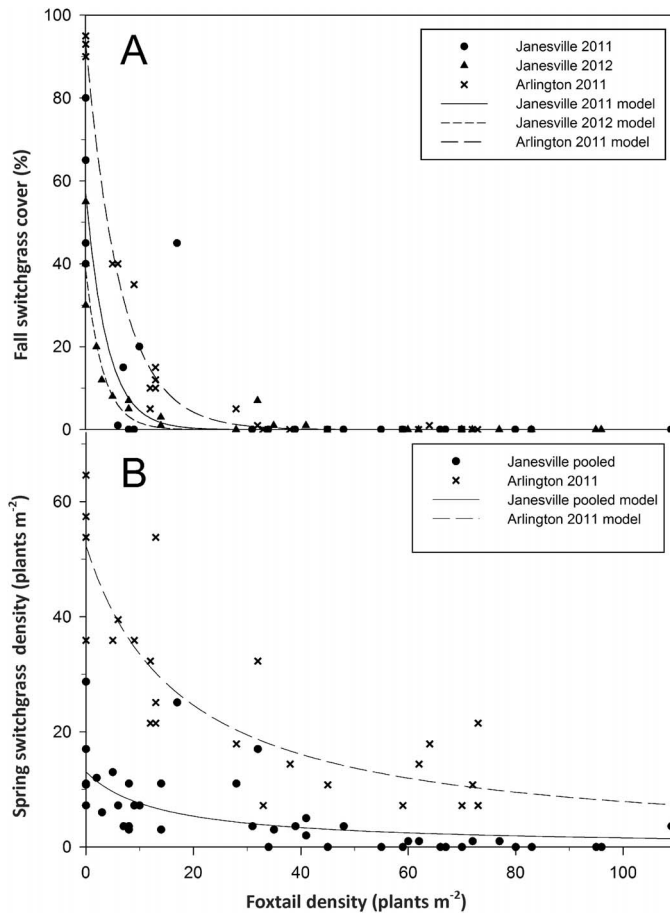 A
Janesville 2011
Janesville 2012
Arlington 2011
Janesville 2011 model
Janesville 2012 model
Arlington 2011 model
Fall switchgrass cover (%)
100
80
60
40
20
0
B
Janesville pooled
Arlington 2011
Janesville pooled model
Arlington 2011 model
Spring switchgrass density (plants m-2)
60
40
20
0
0 20 40 60 80 100
Foxtail density (plants m-2)